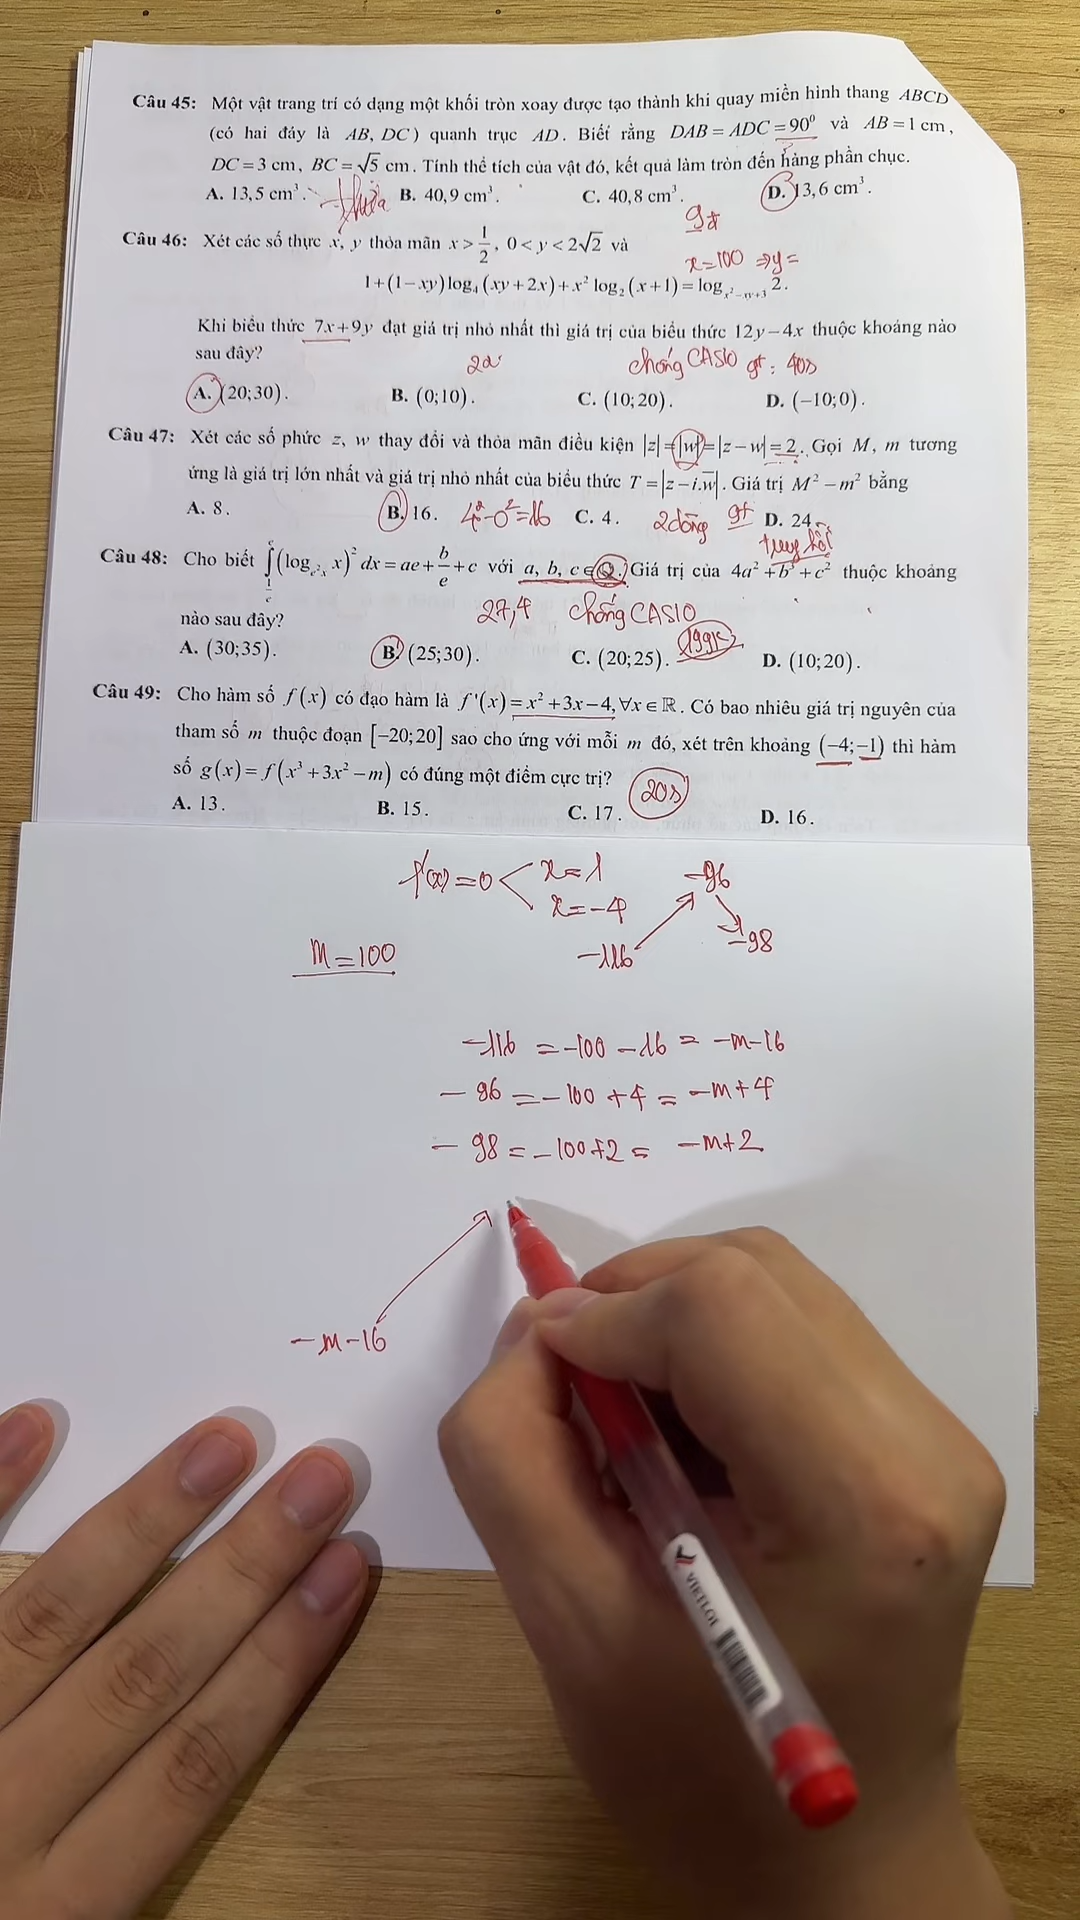 Câu 45: Một vật trang trí có dạng một khối tròn xoay được tạo thành khi quay miền hình thang ABCD
(có hai đáy là AB, DC) quanh trục AD. Biết rằng DAB = ADC = 90⁰ và AB = 1 cm,
DC = 3 cm, BC = √5 cm. Tính thể tích của vật đó, kết quả làm tròn đến hàng phần chục.
A. 13,5 cm³. B. 40,9 cm³. C. 40,8 cm³. D. 13,6 cm³.
Câu 46: Xét các số thực x, y thỏa mãn x > 1/2, 0 < y < 2√2 và
x=100 ⇒ y=
1+(1−xy)log₄(xy+2x)+x² log₂(x+1) = log_{x²−xy+3} 2.
Khi biểu thức 7x+9y đạt giá trị nhỏ nhất thì giá trị của biểu thức 12y−4x thuộc khoảng nào
sau đây?
chống CASIO gt: 40s
A. (20;30). B. (0;10). C. (10;20). D. (−10;0).
Câu 47: Xét các số phức z, w thay đổi và thỏa mãn điều kiện |z|=|w|=|z−w|=2. Gọi M, m tương
ứng là giá trị lớn nhất và giá trị nhỏ nhất của biểu thức T=|z−i.w̅|. Giá trị M²−m² bằng
A. 8. B. 16. 4²−0²=16 C. 4. 2 dòng gt D. 24.
Câu 48: Cho biết ∫_{1/e}^{e}(log_{e²x} x)² dx = ae + b/e + c với a, b, c ∈ Q. Giá trị của 4a²+b³+c² thuộc khoảng
27,4 chống CASIO
nào sau đây?
A. (30;35). B. (25;30). C. (20;25). D. (10;20).
Câu 49: Cho hàm số f(x) có đạo hàm là f'(x)=x²+3x−4, ∀x∈ℝ. Có bao nhiêu giá trị nguyên của
tham số m thuộc đoạn [−20;20] sao cho ứng với mỗi m đó, xét trên khoảng (−4;−1) thì hàm
số g(x)=f(x³+3x²−m) có đúng một điểm cực trị?
20s
A. 13. B. 15. C. 17. D. 16.
f'(x)=0 x=1
x=−4
−96
−116
−98
m=100
−116 = −100 −16 = −m−16
− 96 = −100 +4 = −m+4
− 98 = −100+2 = −m+2
−m−16
VIETLOT